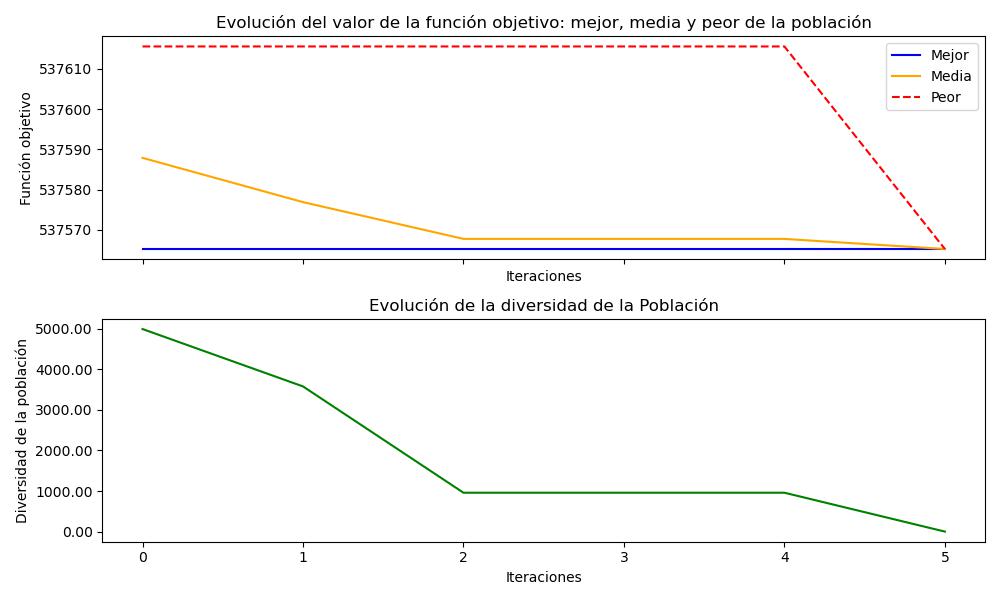 Evolución del valor de la función objetivo: mejor, media y peor de la población
Función objetivo
537610
537600
537590
537580
537570
Mejor
Media
Peor
Iteraciones
Evolución de la diversidad de la Población
Diversidad de la población
5000.00
4000.00
3000.00
2000.00
1000.00
0.00
0 1 2 3 4 5
Iteraciones